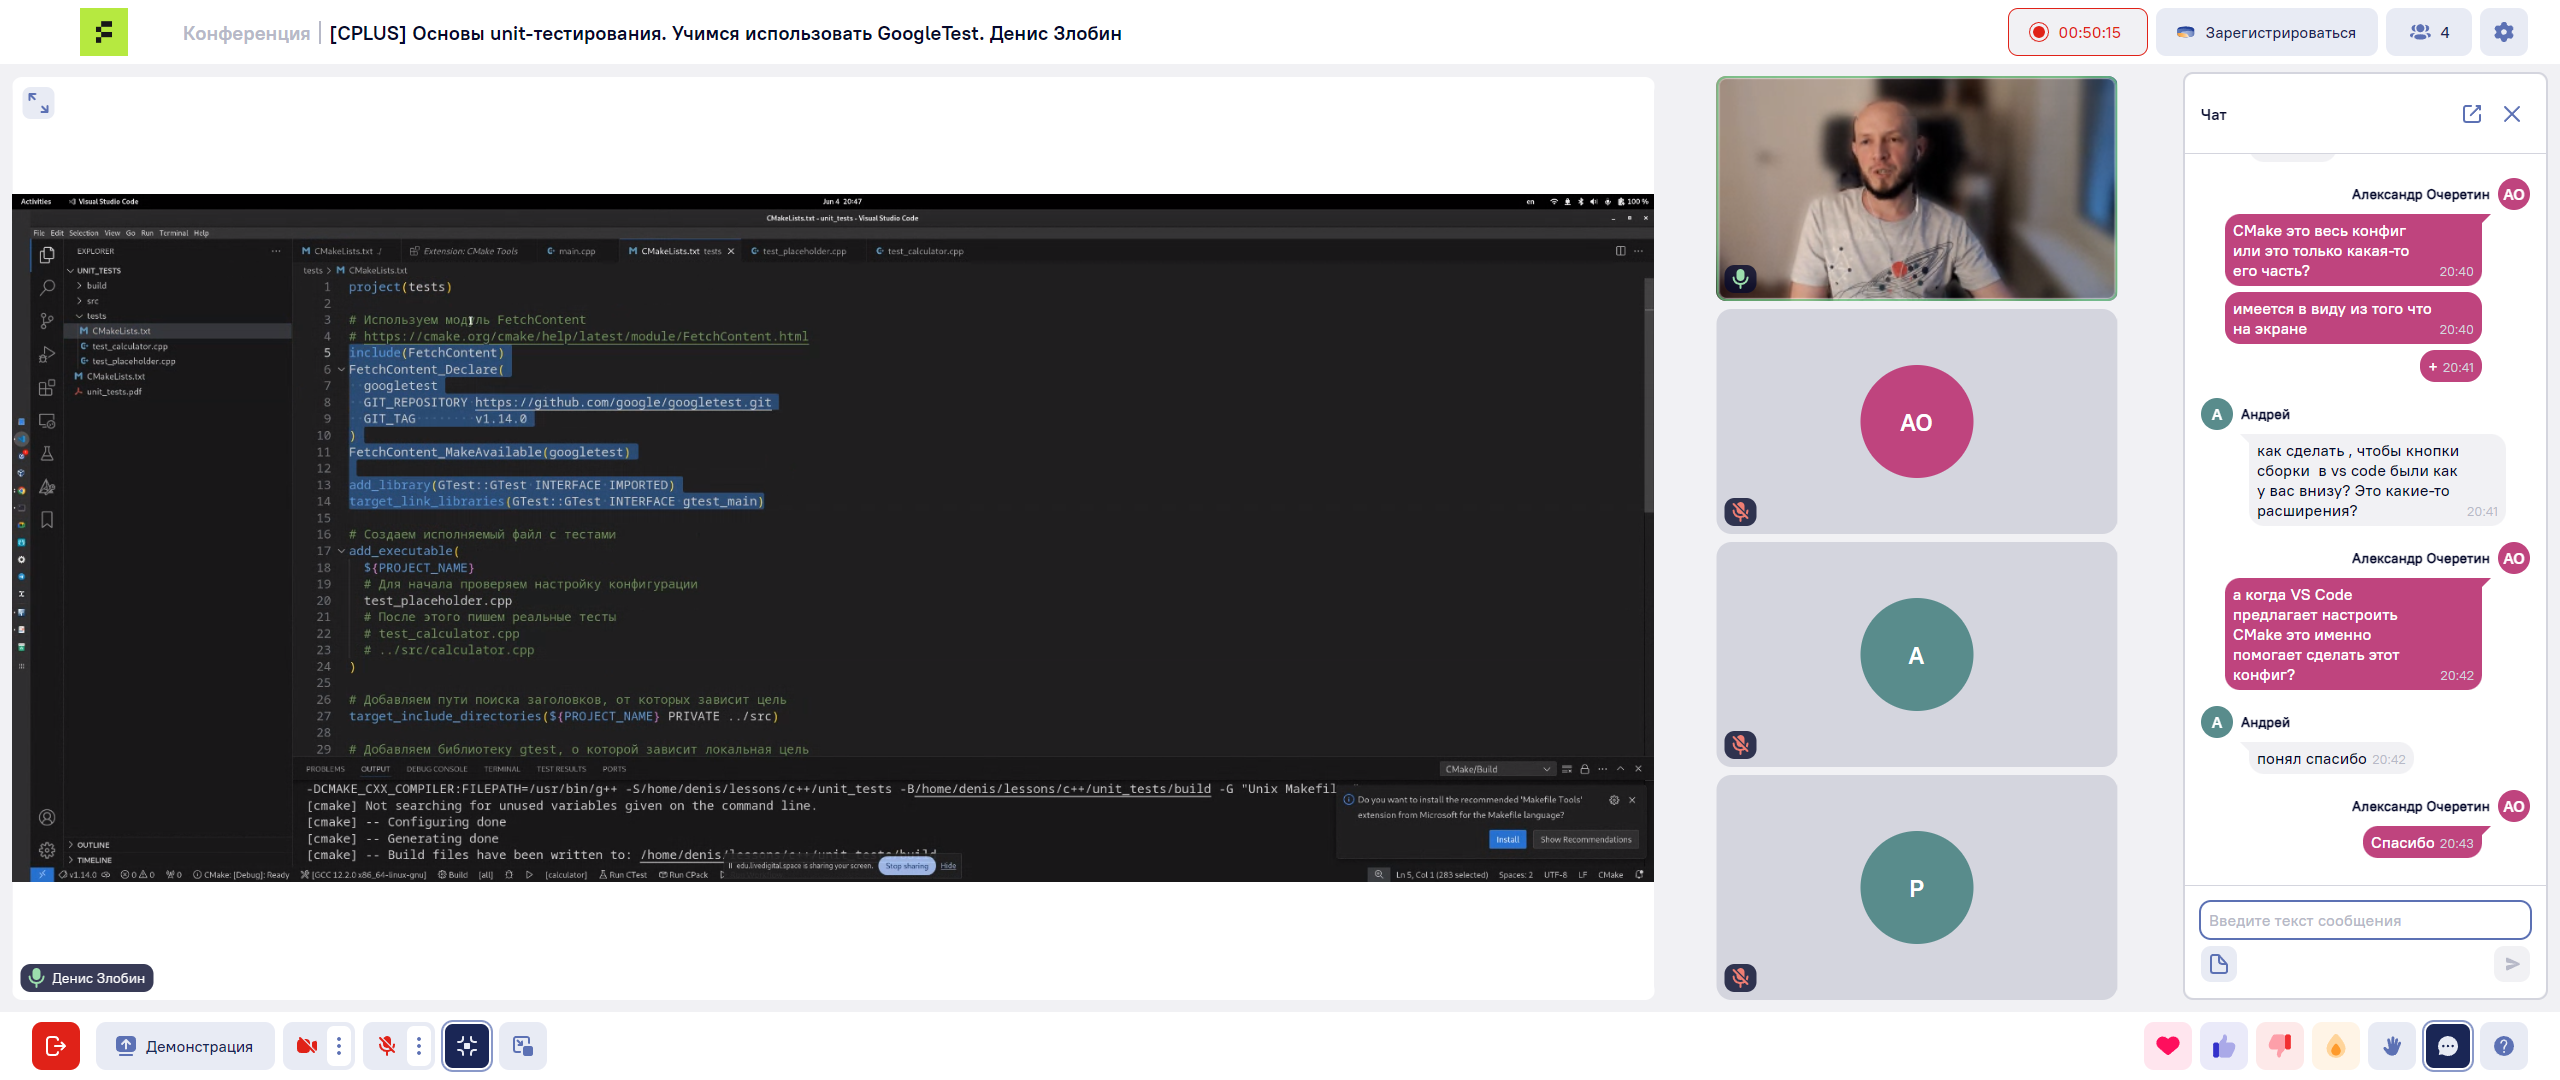 Конференция | [CPLUS] Основы unit-тестирования. Учимся использовать GoogleTest. Денис Злобин
00:50:15
Зарегистрироваться
4
Activities
Visual Studio Code
Jun 4 20:47
en
100 %
CMakeLists.txt - unit_tests - Visual Studio Code
File Edit Selection View Go Run Terminal Help
EXPLORER
UNIT_TESTS
build
src
tests
CMakeLists.txt
test_calculator.cpp
test_placeholder.cpp
CMakeLists.txt
unit_tests.pdf
OUTLINE
TIMELINE
CMakeLists.txt ./
Extension: CMake Tools
main.cpp
CMakeLists.txt tests
test_placeholder.cpp
test_calculator.cpp
tests > CMakeLists.txt
1 project(tests)
2
3 # Используем модуль FetchContent
4 # https://cmake.org/cmake/help/latest/module/FetchContent.html
5 include(FetchContent)
6 FetchContent_Declare(
7 googletest
8 GIT_REPOSITORY https://github.com/google/googletest.git
9 GIT_TAG v1.14.0
10 )
11 FetchContent_MakeAvailable(googletest)
12
13 add_library(GTest::GTest INTERFACE IMPORTED)
14 target_link_libraries(GTest::GTest INTERFACE gtest_main)
15
16 # Создаем исполняемый файл с тестами
17 add_executable(
18 ${PROJECT_NAME}
19 # Для начала проверяем настройку конфигурации
20 test_placeholder.cpp
21 # После этого пишем реальные тесты
22 # test_calculator.cpp
23 # ../src/calculator.cpp
24 )
25
26 # Добавляем пути поиска заголовков, от которых зависит цель
27 target_include_directories(${PROJECT_NAME} PRIVATE ../src)
28
29 # Добавляем библиотеку gtest, о которой зависит локальная цель
PROBLEMS OUTPUT DEBUG CONSOLE TERMINAL TEST RESULTS PORTS
CMake/Build
-DCMAKE_CXX_COMPILER:FILEPATH=/usr/bin/g++ -S/home/denis/lessons/c++/unit_tests -B/home/denis/lessons/c++/unit_tests/build -G "Unix Makefil
[cmake] Not searching for unused variables given on the command line.
[cmake] -- Configuring done
[cmake] -- Generating done
[cmake] -- Build files have been written to: /home/denis/lessons/c++/unit_tests/build
Do you want to install the recommended 'Makefile Tools'
extension from Microsoft for the Makefile language?
Install
Show Recommendations
edu.livedigital.space is sharing your screen.
Stop sharing
Hide
v1.14.0 0 0 0 CMake: [Debug]: Ready [GCC 12.2.0 x86_64-linux-gnu] Build [all] [calculator] Run CTest Run CPack
Ln 5, Col 1 (283 selected) Spaces: 2 UTF-8 LF CMake
Денис Злобин
АО
А
Р
Чат
Александр Очеретин
АО
CMake это весь конфиг
или это только какая-то
его часть?
20:40
имеется в виду из того что
на экране
20:40
+ 20:41
А
Андрей
как сделать , чтобы кнопки
сборки в vs code были как
у вас внизу? Это какие-то
расширения?
20:41
Александр Очеретин
АО
а когда VS Code
предлагает настроить
CMake это именно
помогает сделать этот
конфиг?
20:42
А
Андрей
понял спасибо 20:42
Александр Очеретин
АО
Спасибо 20:43
Введите текст сообщения
Демонстрация